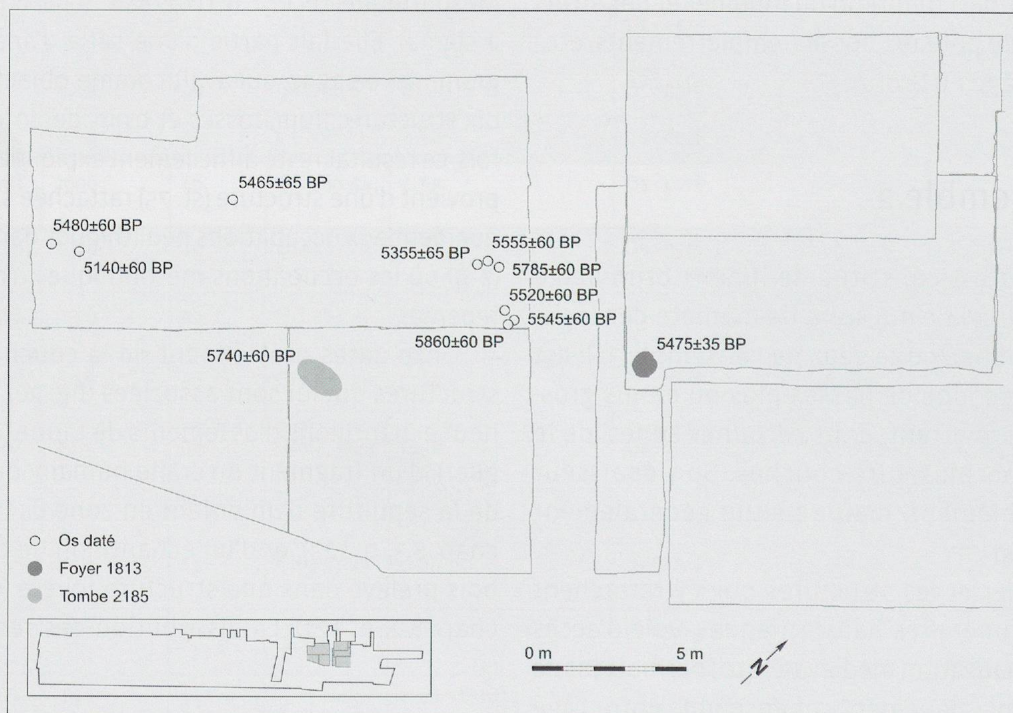 5465±65 BP
5480±60 BP
5140±60 BP
5355±65 BP
5555±60 BP
5785±60 BP
5520±60 BP
5545±60 BP
5860±60 BP
5740±60 BP
5475±35 BP
Os daté
Foyer 1813
Tombe 2185
0 m
5 m
N